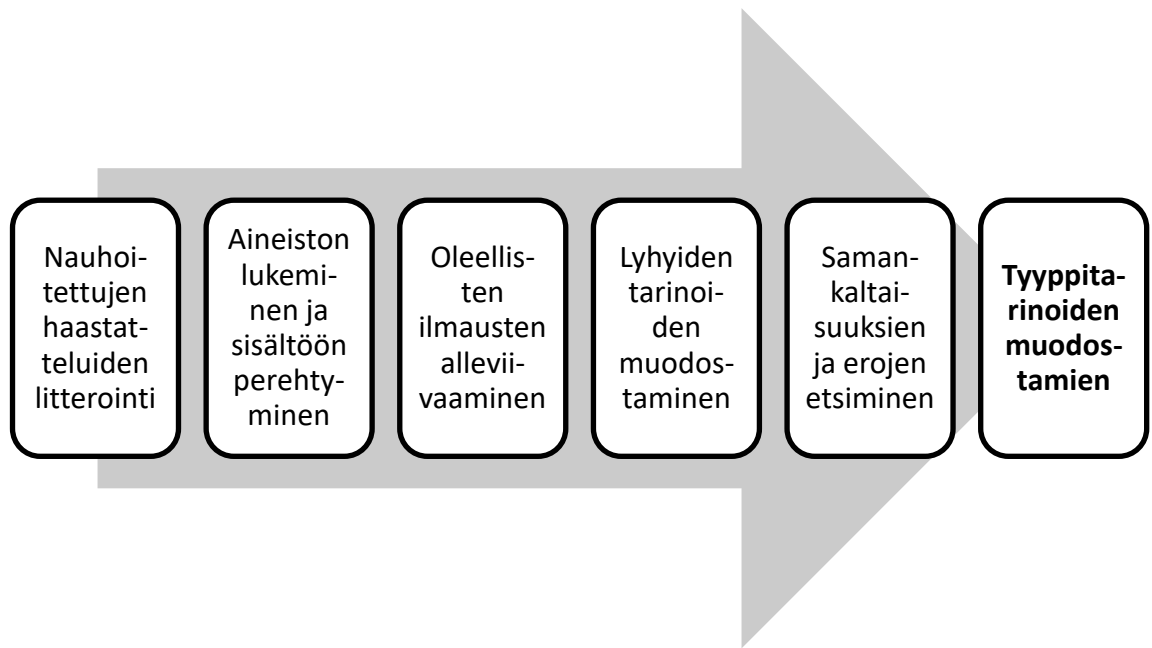 Nauhoi-
tettujen
haastat-
teluiden
litterointi
Aineiston
lukemi-
nen ja
sisältöön
perehty-
minen
Oleellis-
ten
ilmausten
allevii-
vaaminen
Lyhyiden
tarinoi-
den
muodos-
taminen
Saman-
kaltai-
suuksien
ja erojen
etsiminen
Tyyppita-
rinoiden
muodos-
tamien